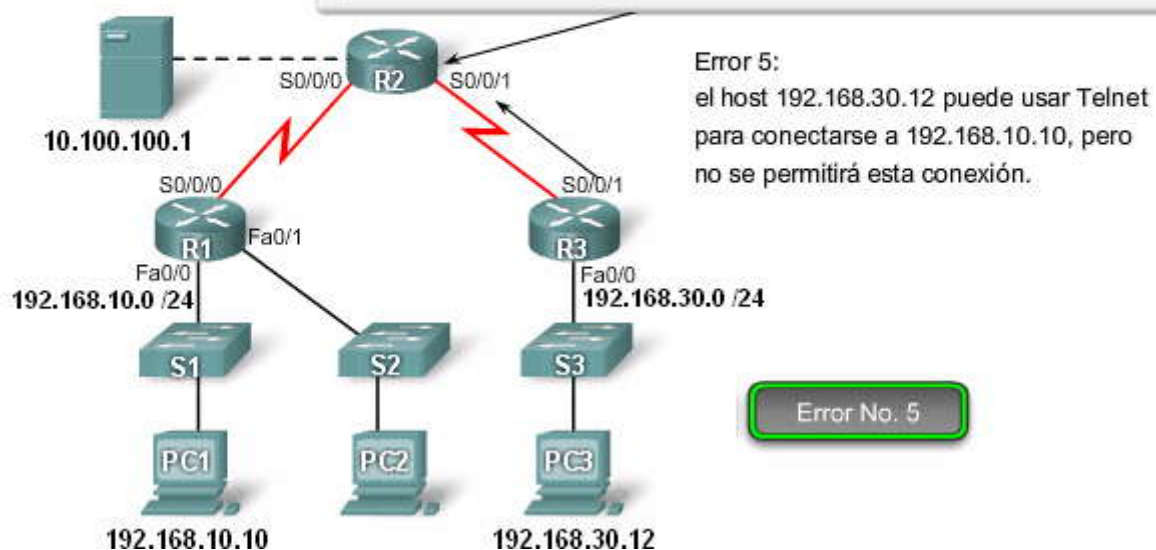 R2
S0/0/0
S0/0/1
10.100.100.1
Error 5:
el host 192.168.30.12 puede usar Telnet
para conectarse a 192.168.10.10, pero
no se permitirá esta conexión.
S0/0/0
S0/0/1
R1
Fa0/1
R3
Fa0/0
192.168.10.0 /24
Fa0/0
192.168.30.0 /24
S1
S2
S3
Error No. 5
PC1
PC2
PC3
192.168.10.10
192.168.30.12